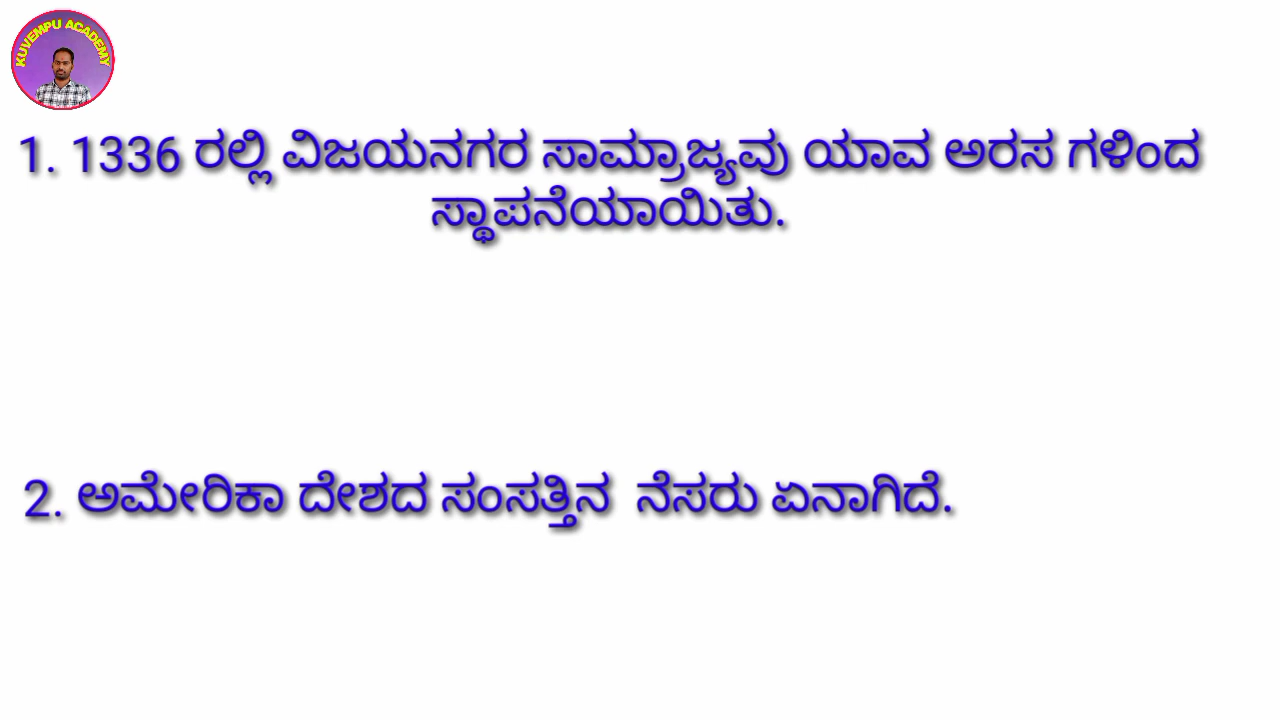 KUVEMPU ACADEMY
1. 1336 ರಲ್ಲಿ ವಿಜಯನಗರ ಸಾಮ್ರಾಜ್ಯವು ಯಾವ ಅರಸ ಗಳಿಂದ
ಸ್ಥಾಪನೆಯಾಯಿತು.
2. ಅಮೇರಿಕಾ ದೇಶದ ಸಂಸತ್ತಿನ ನೆಸರು ಏನಾಗಿದೆ.